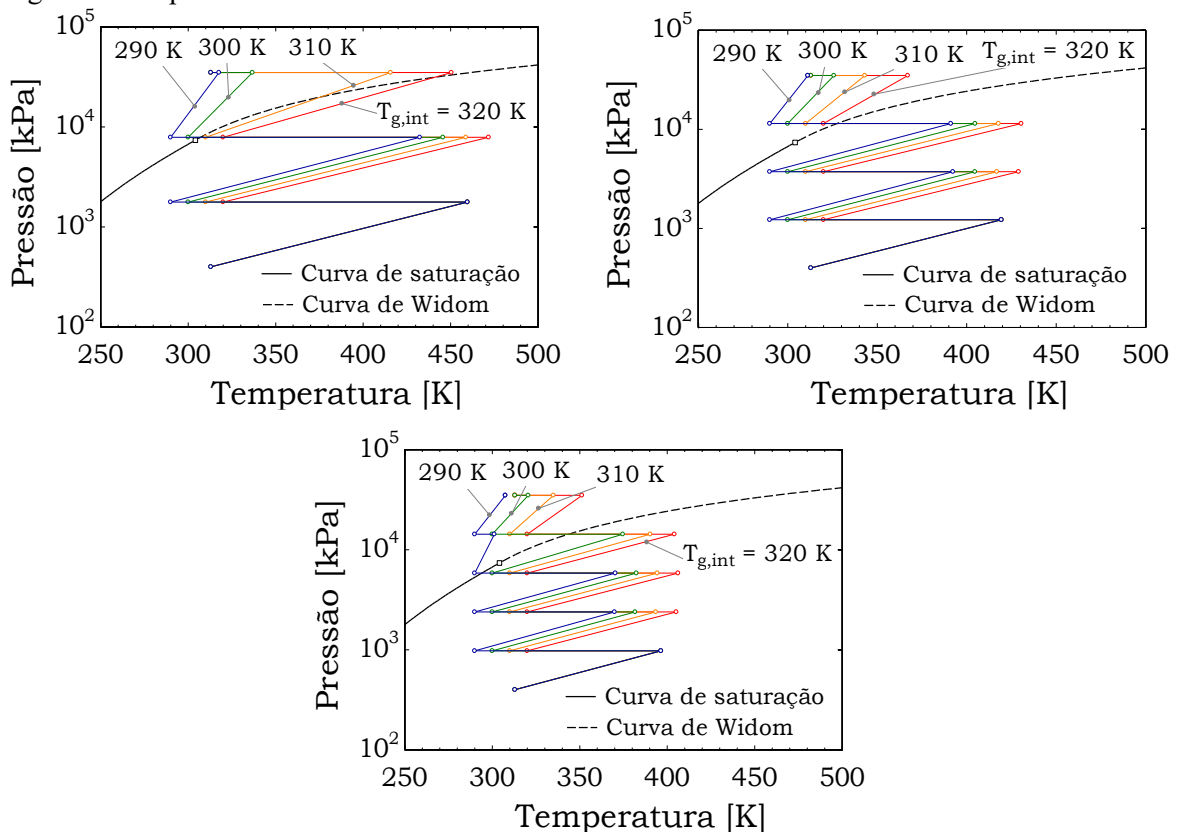 10^5
290 K 300 K 310 K
T_g,int = 320 K
10^4
10^3
10^2
Pressão [kPa]
Curva de saturação
Curva de Widom
250 300 350 400 450 500
Temperatura [K]
10^5
290 K 300 K 310 K T_g,int = 320 K
10^4
10^3
10^2
Pressão [kPa]
Curva de saturação
Curva de Widom
250 300 350 400 450 500
Temperatura [K]
10^5
290 K 300 K 310 K
10^4
T_g,int = 320 K
10^3
10^2
Pressão [kPa]
Curva de saturação
Curva de Widom
250 300 350 400 450 500
Temperatura [K]